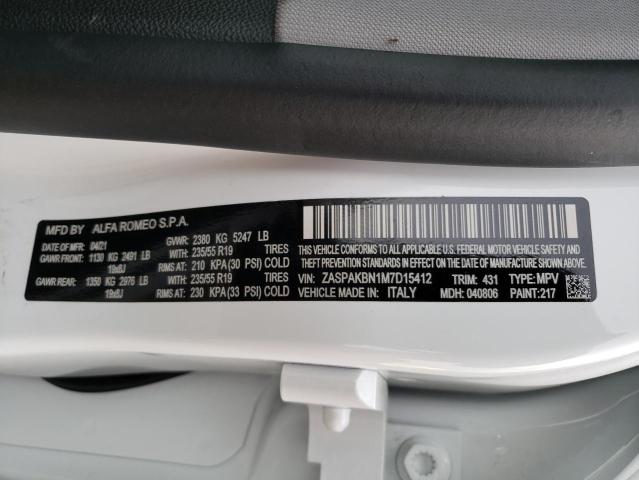 MFD BY ALFA ROMEO S.P.A.
DATE OF MFR: 04/21 GVWR: 2380 KG 5247 LB
GAWR FRONT: 1130 KG 2491 LB WITH: 235/55 R19 TIRES
19x8J RIMS AT: 210 KPA(30 PSI) COLD
GAWR REAR: 1350 KG 2976 LB WITH: 235/55 R19 TIRES
19x8J RIMS AT: 230 KPA (33 PSI) COLD
THIS VEHICLE CONFORMS TO ALL APPLICABLE U.S. FEDERAL MOTOR VEHICLE SAFETY, BUMPER, AND
THEFT PREVENTION STANDARDS IN EFFECT ON THE DATE OF MANUFACTURE SHOWN ABOVE.
VIN: ZASPAKBN1M7D15412 TRIM: 431 TYPE: MPV
VEHICLE MADE IN: ITALY MDH: 040806 PAINT: 217